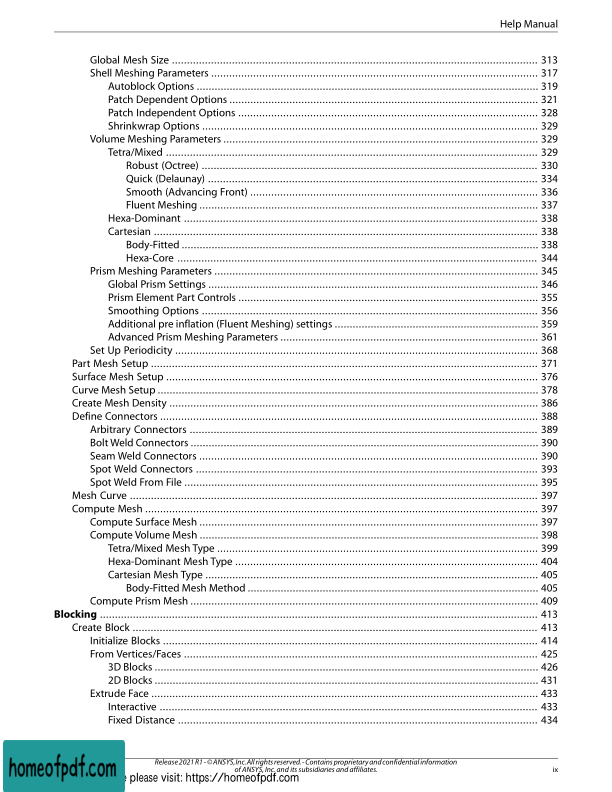 Help Manual
Global Mesh Size ........ 313
Shell Meshing Parameters ........ 317
Autoblock Options ........ 319
Patch Dependent Options ........ 321
Patch Independent Options ........ 328
Shrinkwrap Options ........ 329
Volume Meshing Parameters ........ 329
Tetra/Mixed ........ 329
Robust (Octree) ........ 330
Quick (Delaunay) ........ 334
Smooth (Advancing Front) ........ 336
Fluent Meshing ........ 337
Hexa-Dominant ........ 338
Cartesian ........ 338
Body-Fitted ........ 338
Hexa-Core ........ 344
Prism Meshing Parameters ........ 345
Global Prism Settings ........ 346
Prism Element Part Controls ........ 355
Smoothing Options ........ 356
Additional pre inflation (Fluent Meshing) settings ........ 359
Advanced Prism Meshing Parameters ........ 361
Set Up Periodicity ........ 368
Part Mesh Setup ........ 371
Surface Mesh Setup ........ 376
Curve Mesh Setup ........ 378
Create Mesh Density ........ 386
Define Connectors ........ 388
Arbitrary Connectors ........ 389
Bolt Weld Connectors ........ 390
Seam Weld Connectors ........ 390
Spot Weld Connectors ........ 393
Spot Weld From File ........ 395
Mesh Curve ........ 397
Compute Mesh ........ 397
Compute Surface Mesh ........ 397
Compute Volume Mesh ........ 398
Tetra/Mixed Mesh Type ........ 399
Hexa-Dominant Mesh Type ........ 404
Cartesian Mesh Type ........ 405
Body-Fitted Mesh Method ........ 405
Compute Prism Mesh ........ 409
Blocking ........ 413
Create Block ........ 413
Initialize Blocks ........ 414
From Vertices/Faces ........ 425
3D Blocks ........ 426
2D Blocks ........ 431
Extrude Face ........ 433
Interactive ........ 433
Fixed Distance ........ 434
Release 2021 R1 - © ANSYS, Inc. All rights reserved. - Contains proprietary and confidential information
of ANSYS, Inc. and its subsidiaries and affiliates.
ix
homeofpdf.com
please visit: https://homeofpdf.com